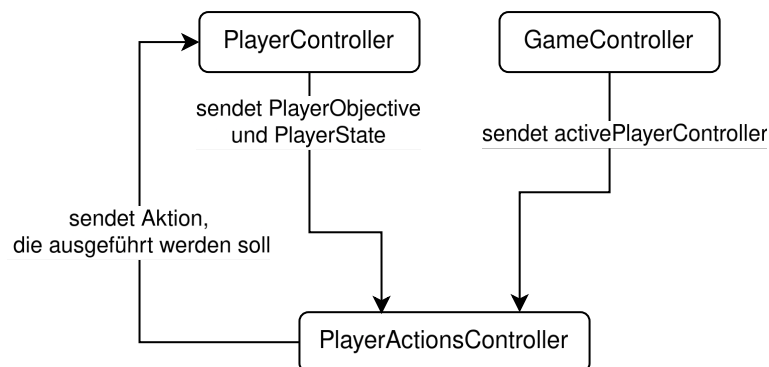 PlayerController
GameController
sendet PlayerObjective
und PlayerState
sendet activePlayerController
sendet Aktion,
die ausgeführt werden soll
PlayerActionsController